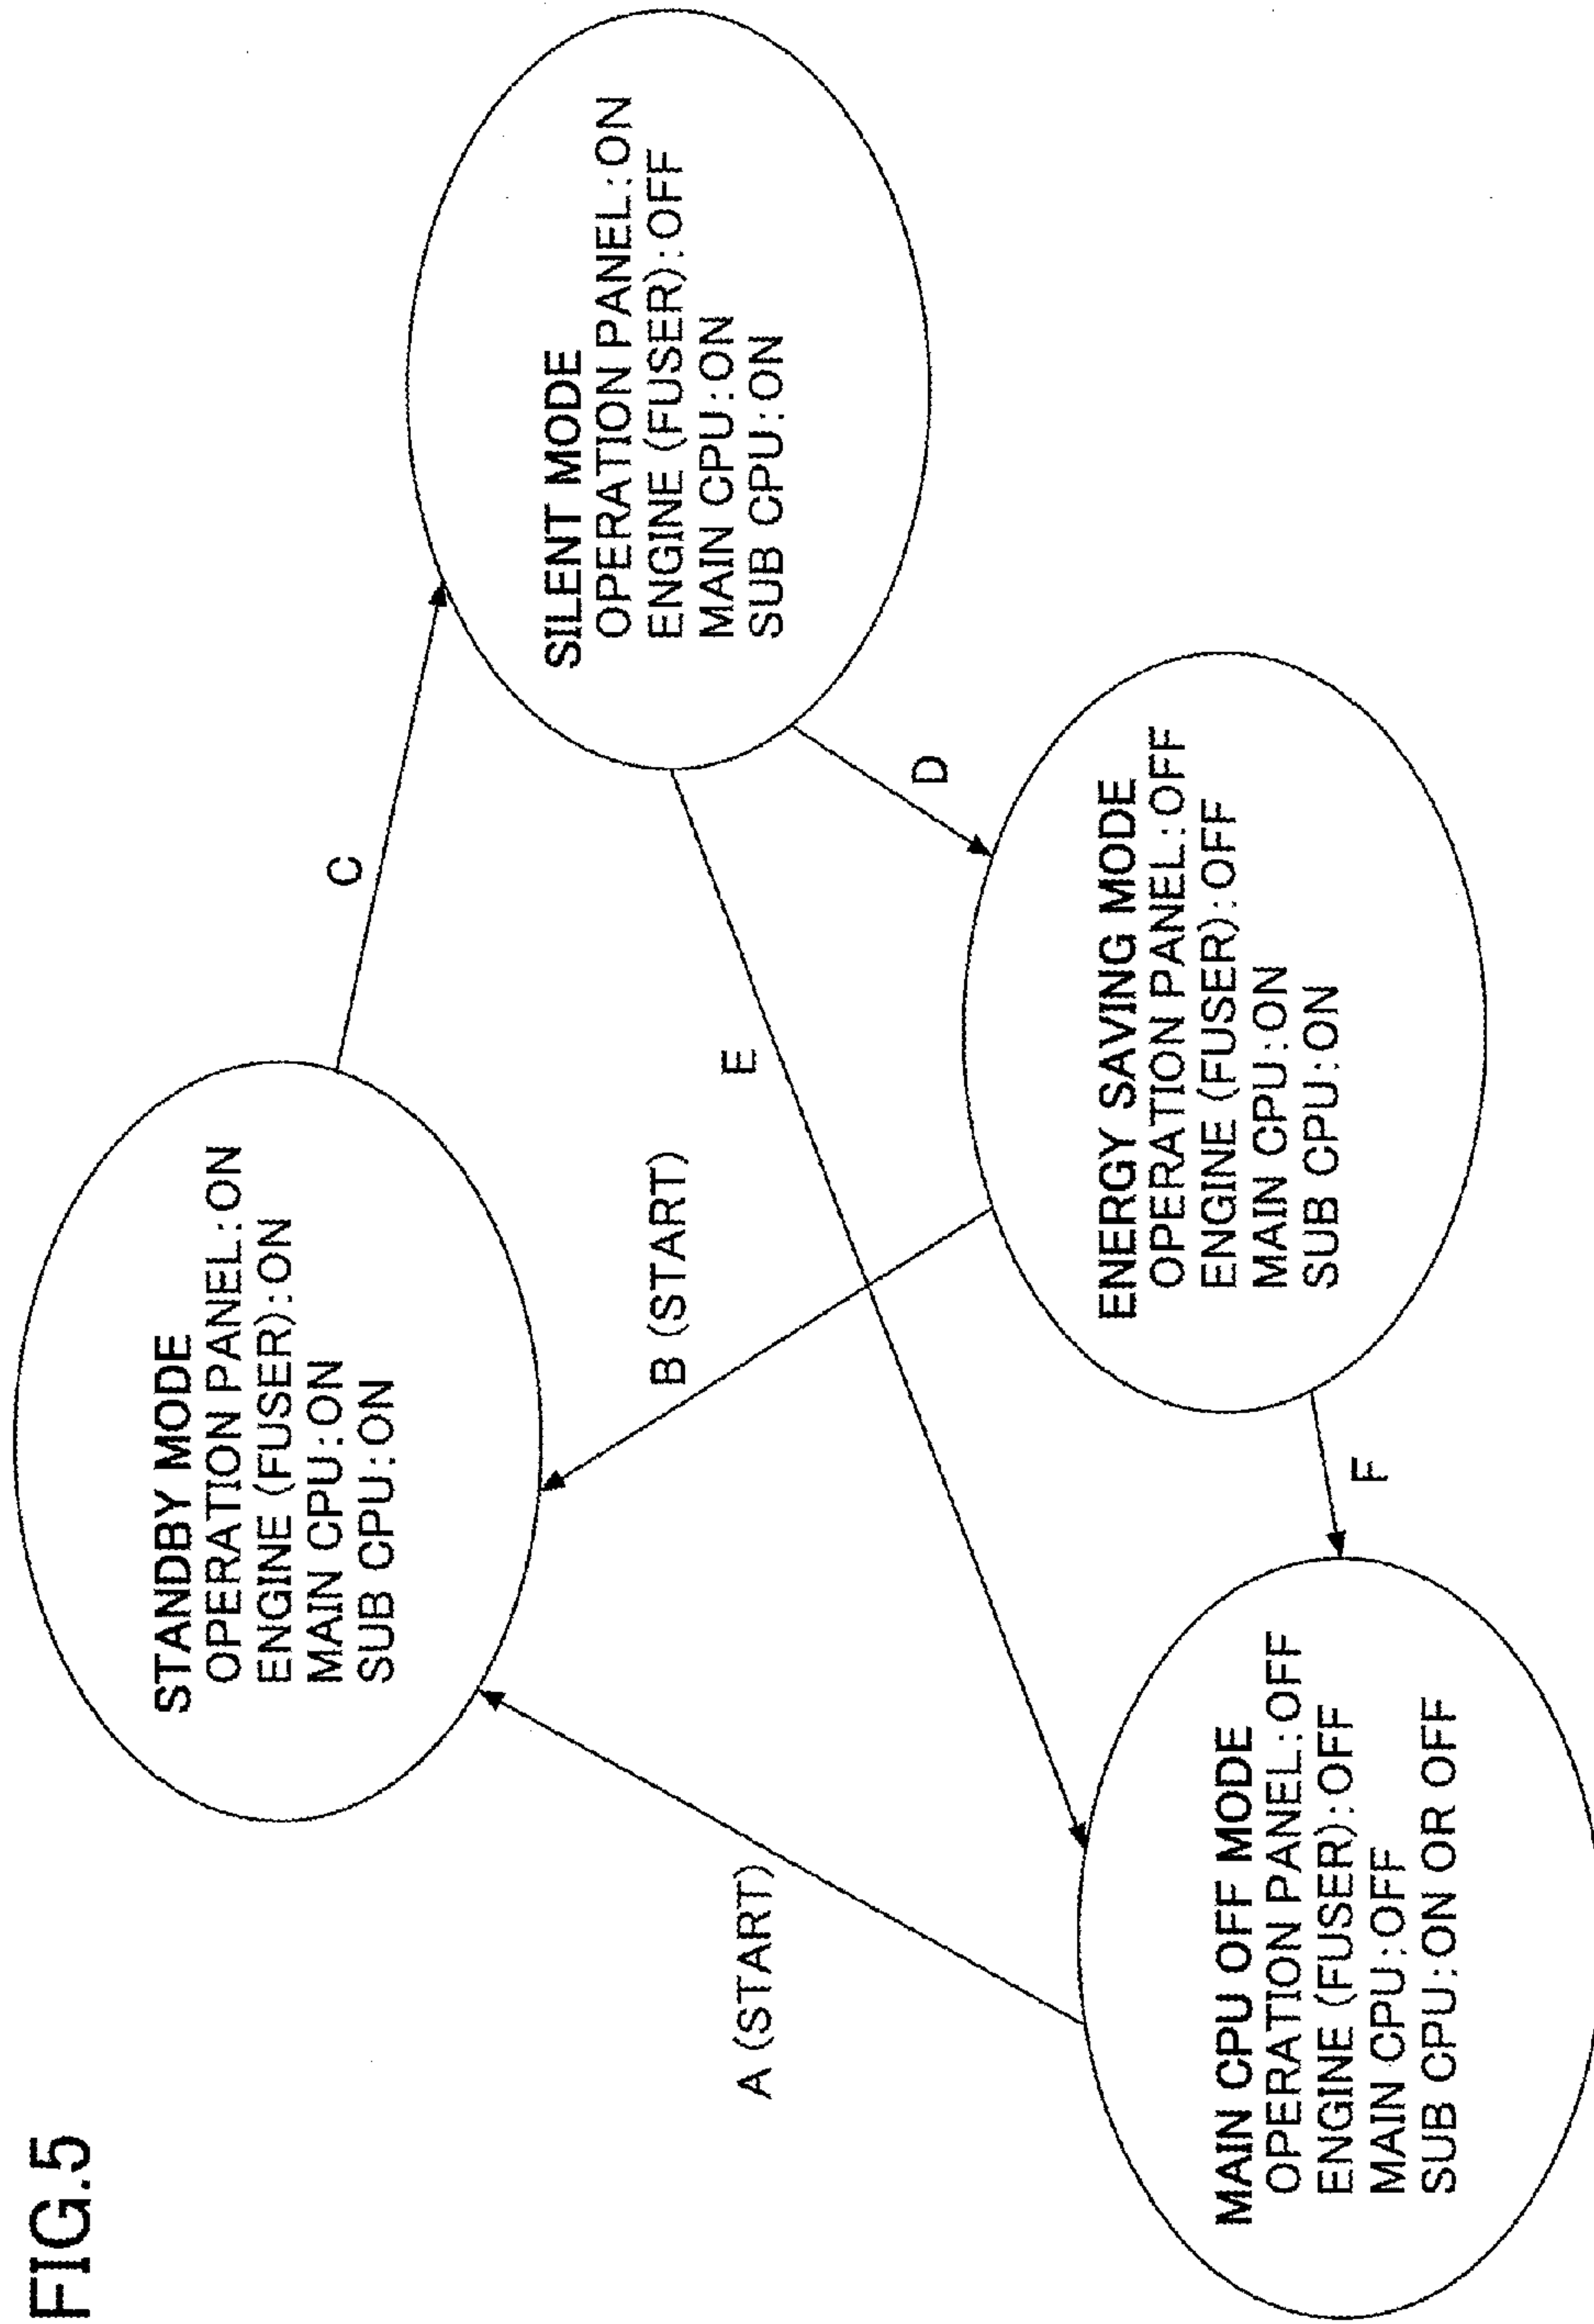 FIG.5
STANDBY MODE
OPERATION PANEL:ON
ENGINE (FUSER):ON
MAIN CPU:ON
SUB CPU:ON
C
SILENT MODE
OPERATION PANEL:ON
ENGINE (FUSER):OFF
MAIN CPU:ON
SUB CPU:ON
A (START)
B (START)
E
D
MAIN CPU OFF MODE
OPERATION PANEL:OFF
ENGINE (FUSER):OFF
MAIN CPU:OFF
SUB CPU:ON OR OFF
F
ENERGY SAVING MODE
OPERATION PANEL:OFF
ENGINE (FUSER):OFF
MAIN CPU:ON
SUB CPU:ON